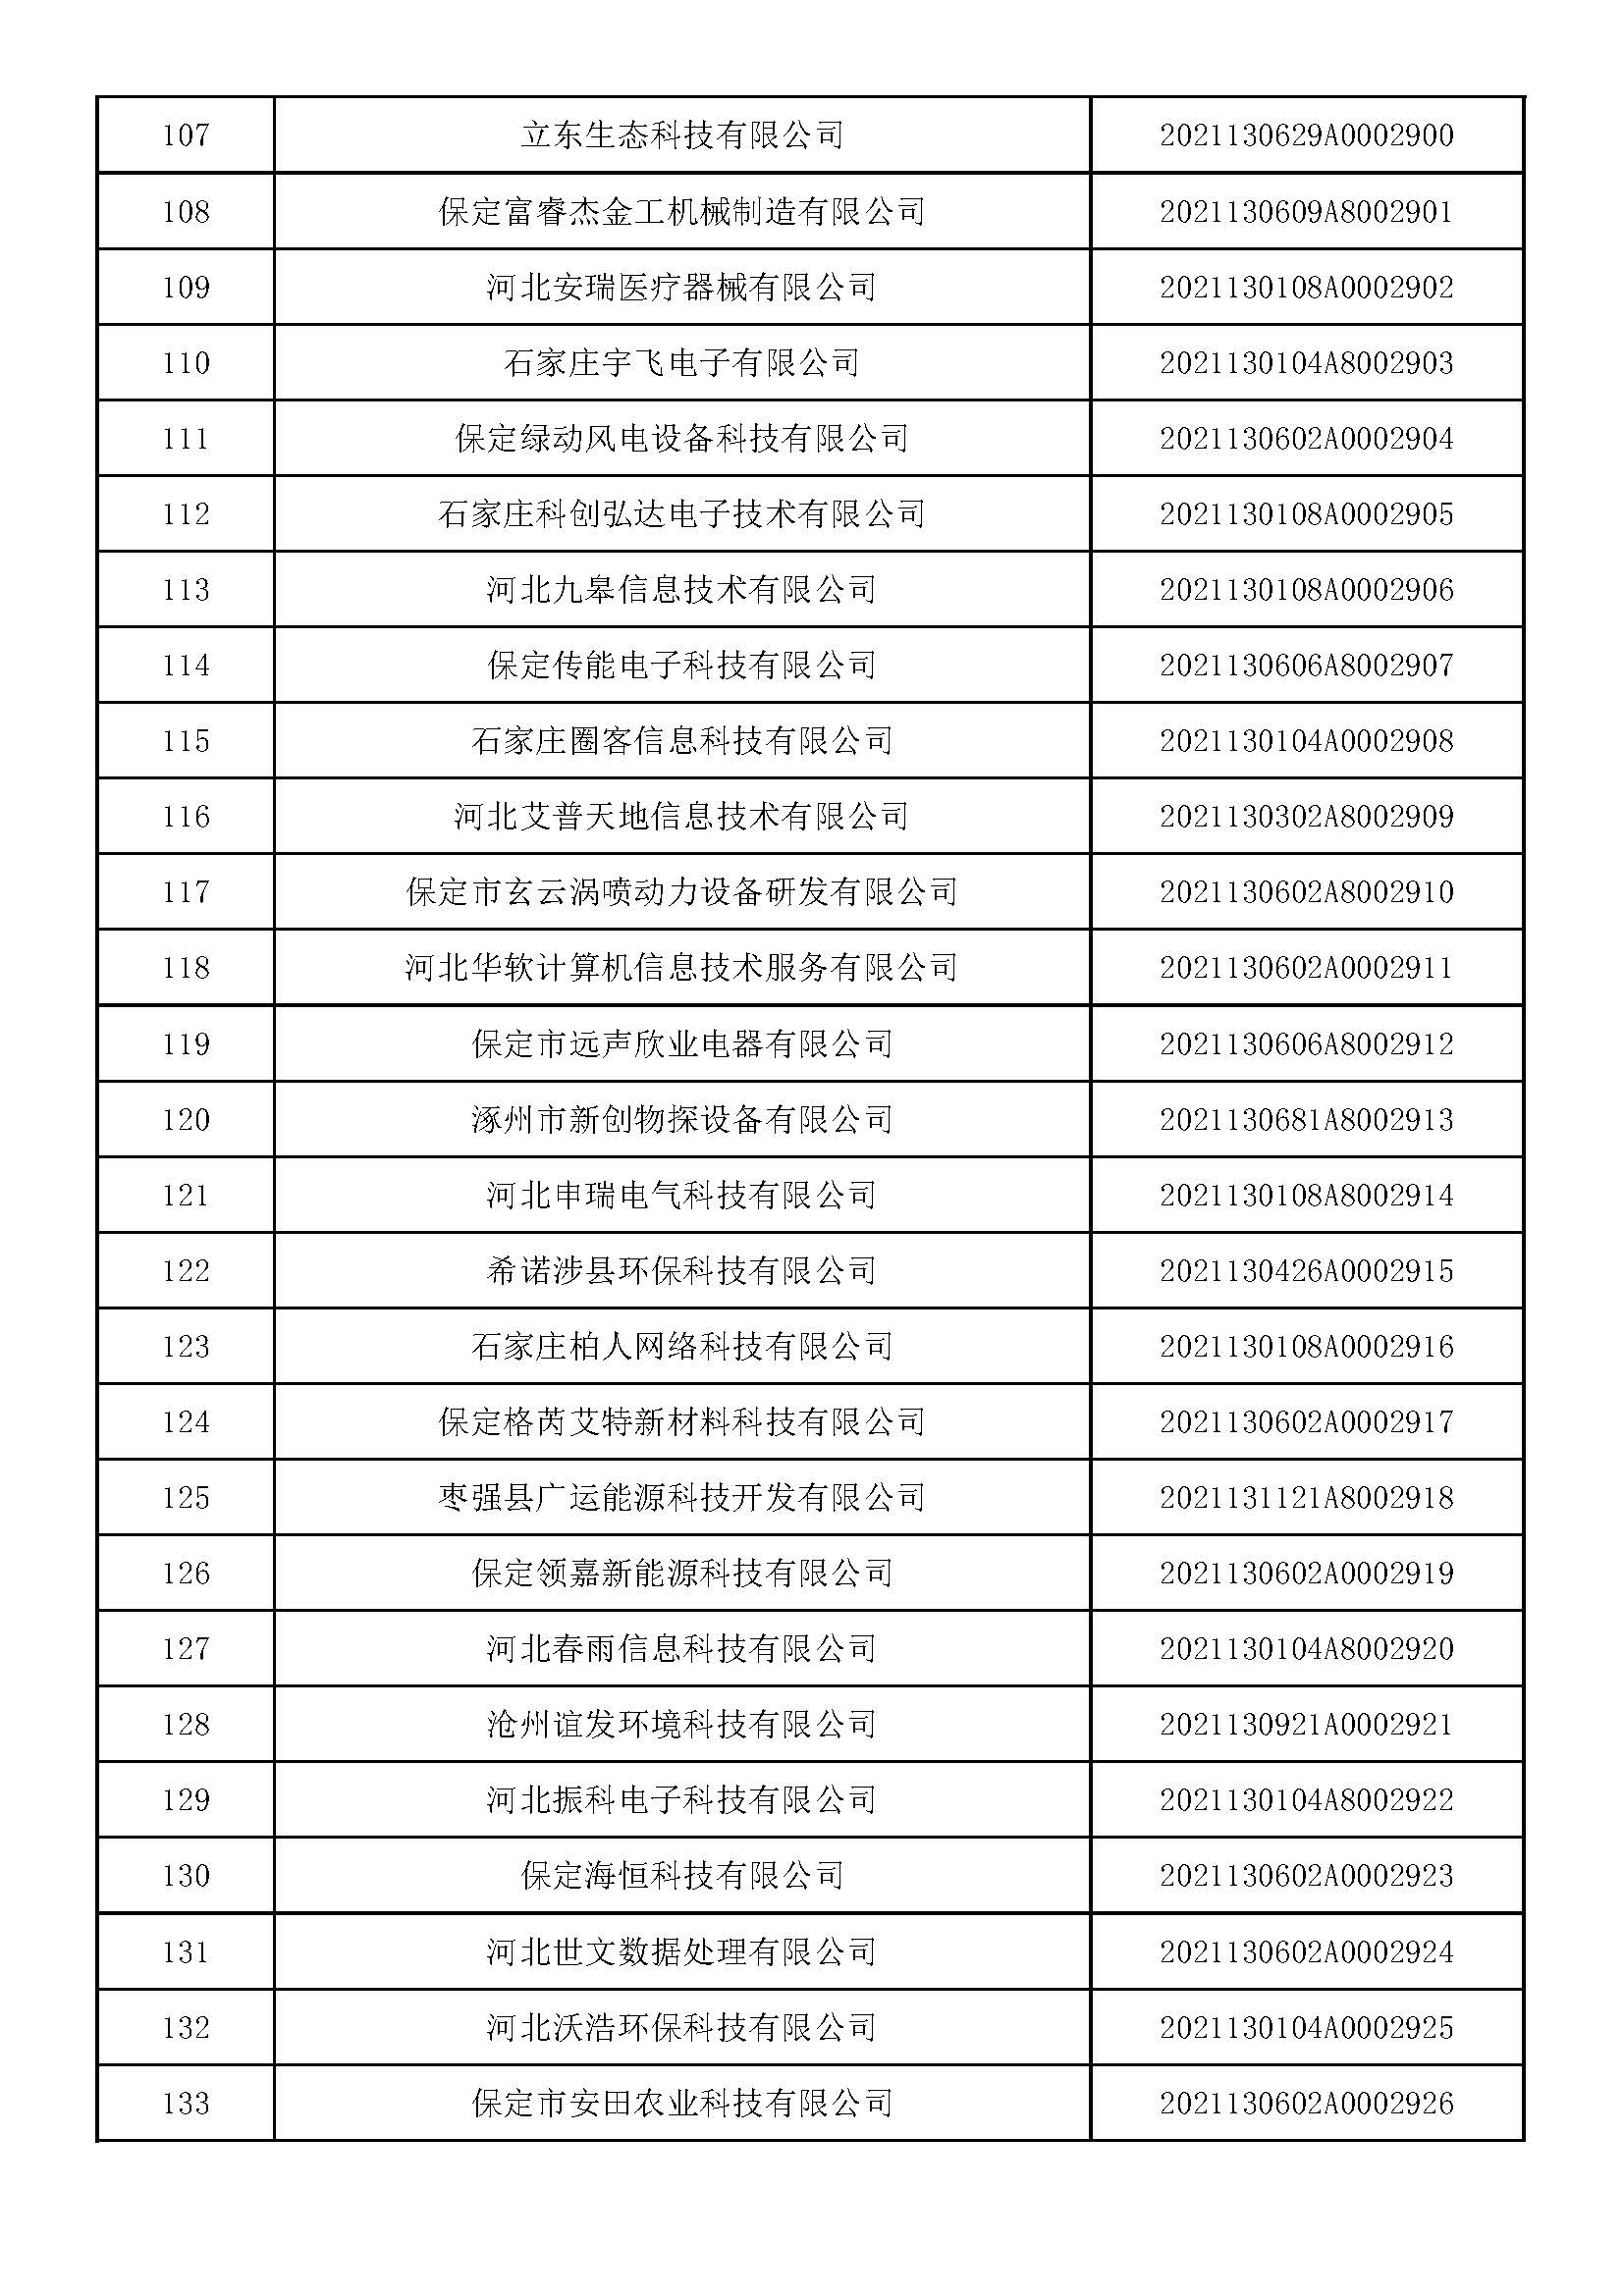 107 立东生态科技有限公司 2021130629A0002900
108 保定富睿杰金工机械制造有限公司 2021130609A8002901
109 河北安瑞医疗器械有限公司 2021130108A0002902
110 石家庄宇飞电子有限公司 2021130104A8002903
111 保定绿动风电设备科技有限公司 2021130602A0002904
112 石家庄科创弘达电子技术有限公司 2021130108A0002905
113 河北九皋信息技术有限公司 2021130108A0002906
114 保定传能电子科技有限公司 2021130606A8002907
115 石家庄圈客信息科技有限公司 2021130104A0002908
116 河北艾普天地信息技术有限公司 2021130302A8002909
117 保定市玄云涡喷动力设备研发有限公司 2021130602A8002910
118 河北华软计算机信息技术服务有限公司 2021130602A0002911
119 保定市远声欣业电器有限公司 2021130606A8002912
120 涿州市新创物探设备有限公司 2021130681A8002913
121 河北申瑞电气科技有限公司 2021130108A8002914
122 希诺涉县环保科技有限公司 2021130426A0002915
123 石家庄柏人网络科技有限公司 2021130108A0002916
124 保定格芮艾特新材料科技有限公司 2021130602A0002917
125 枣强县广运能源科技开发有限公司 2021131121A8002918
126 保定领嘉新能源科技有限公司 2021130602A0002919
127 河北春雨信息科技有限公司 2021130104A8002920
128 沧州谊发环境科技有限公司 2021130921A0002921
129 河北振科电子科技有限公司 2021130104A8002922
130 保定海恒科技有限公司 2021130602A0002923
131 河北世文数据处理有限公司 2021130602A0002924
132 河北沃浩环保科技有限公司 2021130104A0002925
133 保定市安田农业科技有限公司 2021130602A0002926